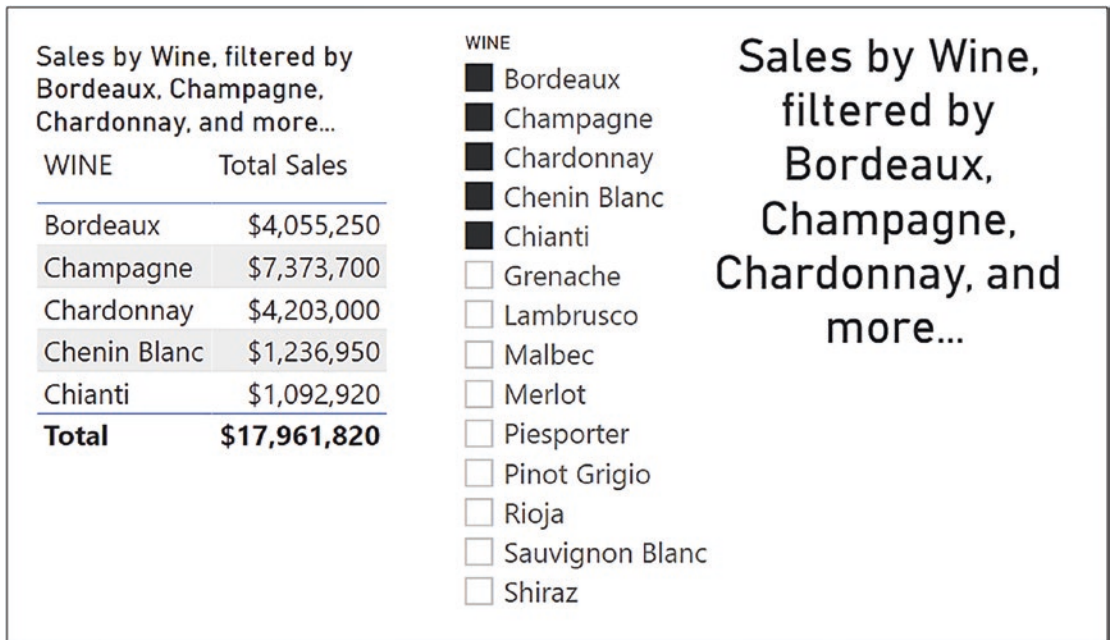 Sales by Wine, filtered by
Bordeaux, Champagne,
Chardonnay, and more...
WINE Total Sales
Bordeaux $4,055,250
Champagne $7,373,700
Chardonnay $4,203,000
Chenin Blanc $1,236,950
Chianti $1,092,920
Total $17,961,820
WINE
Bordeaux
Champagne
Chardonnay
Chenin Blanc
Chianti
Grenache
Lambrusco
Malbec
Merlot
Piesporter
Pinot Grigio
Rioja
Sauvignon Blanc
Shiraz
Sales by Wine,
filtered by
Bordeaux,
Champagne,
Chardonnay, and
more...